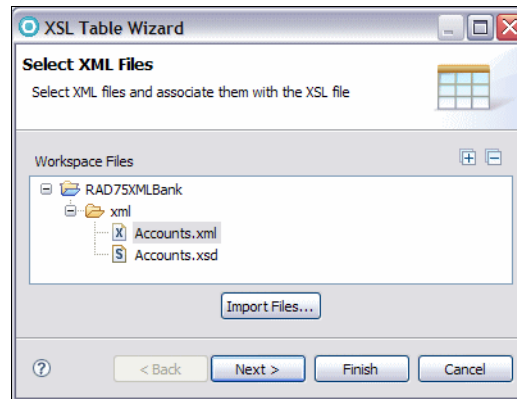 XSL Table Wizard
Select XML Files
Select XML files and associate them with the XSL file
Workspace Files
RAD75XMLBank
xml
X Accounts.xml
S Accounts.xsd
Import Files...
? < Back Next > Finish Cancel